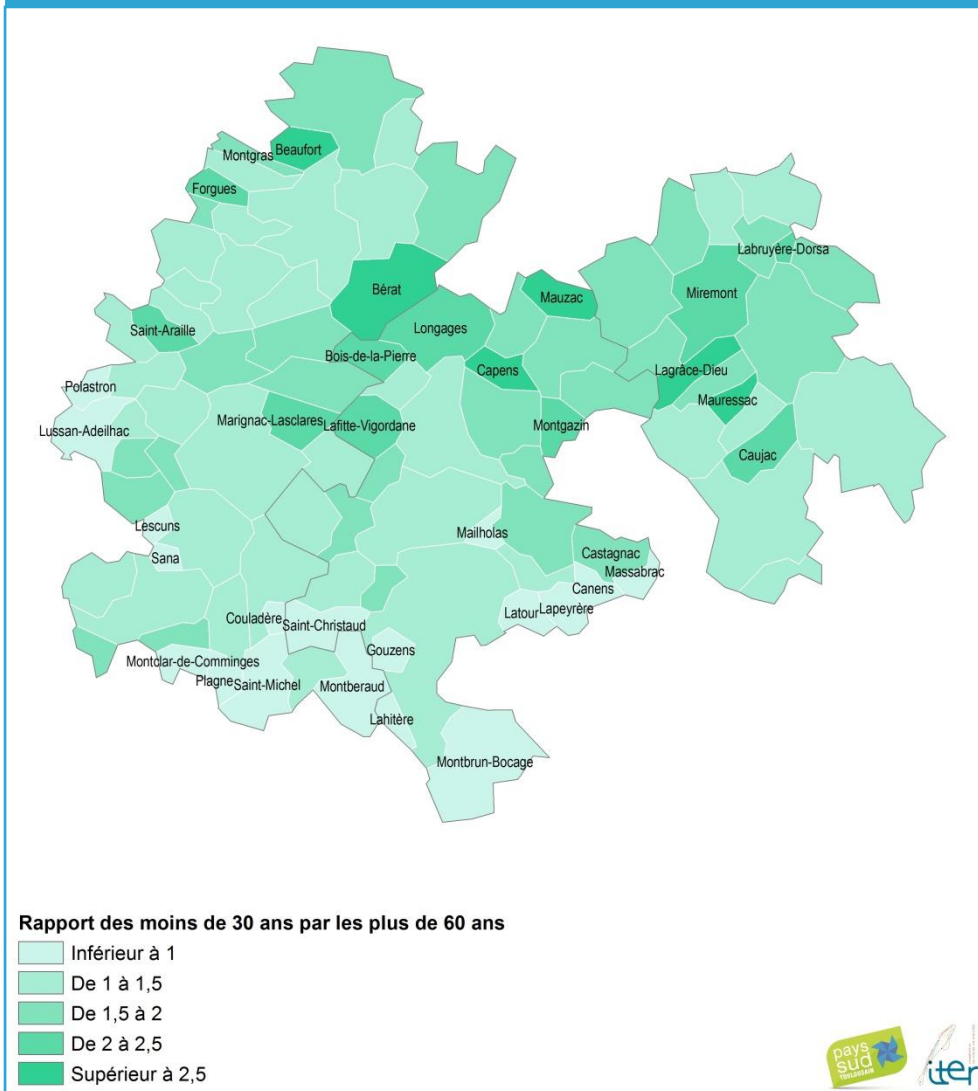 Beaufort
Montgras
Forgues
Labruyère-Dorsa
Bérat
Mauzac
Miremont
Saint-Araille
Longages
Bois-de-la-Pierre
Capens
Lagrâce-Dieu
Polastron
Mauressac
Lussan-Adeilhac
Marignac-Lasclares
Lafitte-Vigordane
Montgazin
Caujac
Lescuns
Mailholas
Sana
Castagnac
Massabrac
Canens
Couladère
Saint-Christaud
Latour
Lapeyrère
Gouzens
Montclar-de-Comminges
Plagne
Saint-Michel
Montberaud
Lahitère
Montbrun-Bocage
Rapport des moins de 30 ans par les plus de 60 ans
Inférieur à 1
De 1 à 1,5
De 1,5 à 2
De 2 à 2,5
Supérieur à 2,5
pays
sud
TOULOUSAIN
iter